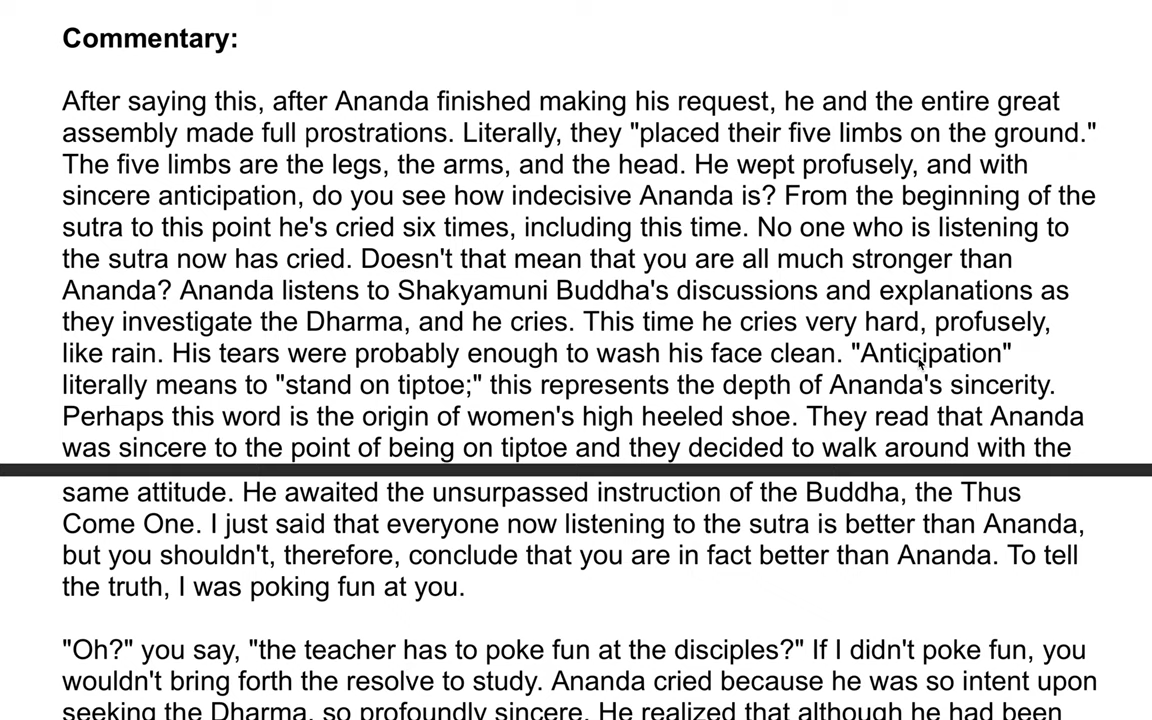 Commentary:
After saying this, after Ananda finished making his request, he and the entire great
assembly made full prostrations. Literally, they "placed their five limbs on the ground."
The five limbs are the legs, the arms, and the head. He wept profusely, and with
sincere anticipation, do you see how indecisive Ananda is? From the beginning of the
sutra to this point he's cried six times, including this time. No one who is listening to
the sutra now has cried. Doesn't that mean that you are all much stronger than
Ananda? Ananda listens to Shakyamuni Buddha's discussions and explanations as
they investigate the Dharma, and he cries. This time he cries very hard, profusely,
like rain. His tears were probably enough to wash his face clean. "Anticipation"
literally means to "stand on tiptoe;" this represents the depth of Ananda's sincerity.
Perhaps this word is the origin of women's high heeled shoe. They read that Ananda
was sincere to the point of being on tiptoe and they decided to walk around with the
same attitude. He awaited the unsurpassed instruction of the Buddha, the Thus
Come One. I just said that everyone now listening to the sutra is better than Ananda,
but you shouldn't, therefore, conclude that you are in fact better than Ananda. To tell
the truth, I was poking fun at you.
"Oh?" you say, "the teacher has to poke fun at the disciples?" If I didn't poke fun, you
wouldn't bring forth the resolve to study. Ananda cried because he was so intent upon
seeking the Dharma, so profoundly sincere. He realized that although he had been